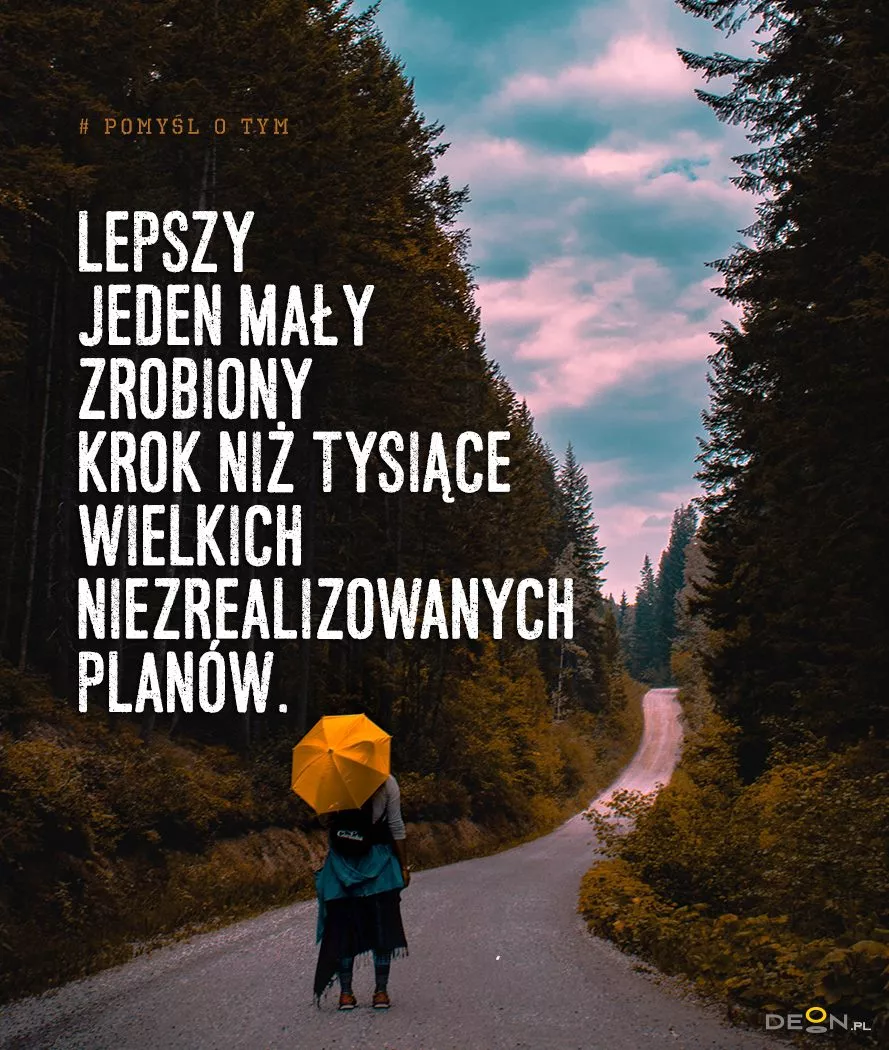 # POMYŚL O TYM
LEPSZY
JEDEN MAŁY
ZROBIONY
KROK NIŻ TYSIĄCE
WIELKICH
NIEZREALIZOWANYCH
PLANÓW.
DEON.PL